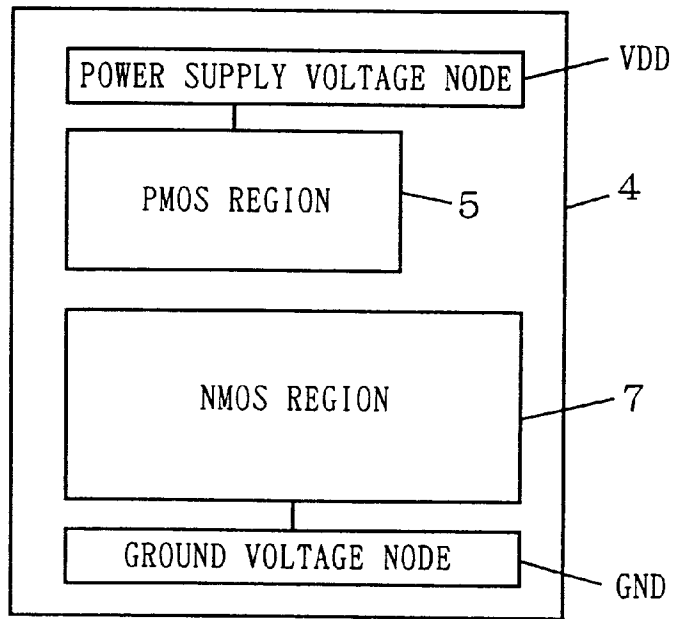 POWER SUPPLY VOLTAGE NODE
VDD
PMOS REGION
5
4
NMOS REGION
7
GROUND VOLTAGE NODE
GND